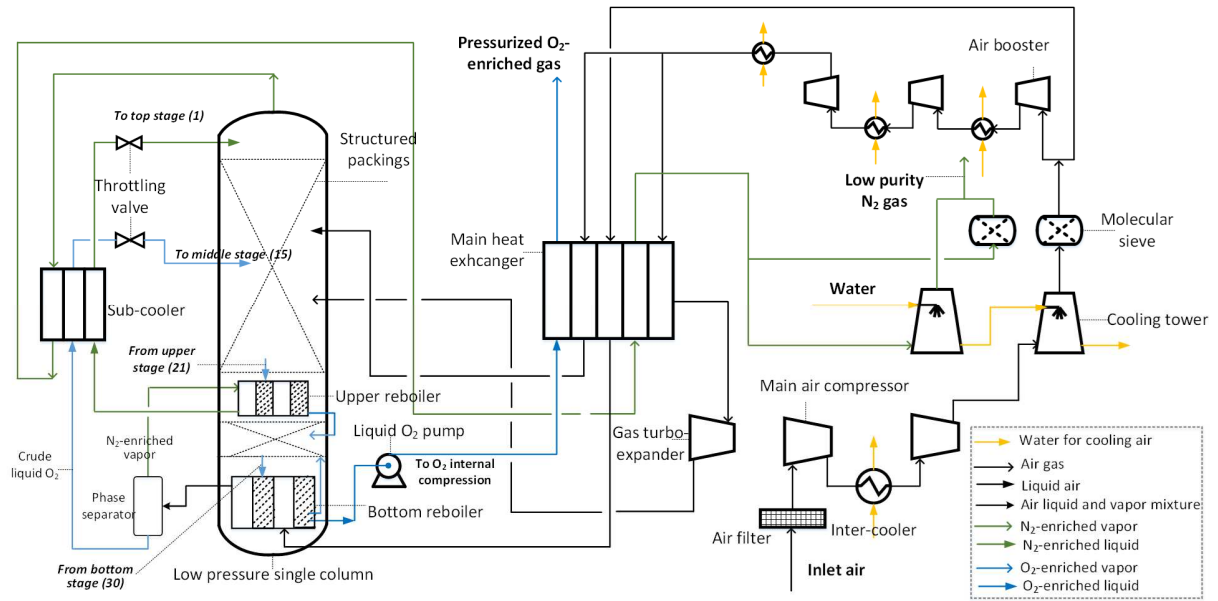 Pressurized O2-
enriched gas
Air booster
To top stage (1)
Structured
packings
Throttling
valve
Low purity
N2 gas
Molecular
sieve
To middle stage (15)
Main heat
exhcanger
Sub-cooler
Water
Cooling tower
From upper
stage (21)
Upper reboiler
Main air compressor
N2-enriched
vapor
Liquid O2 pump
Gas turbo-
expander
Crude
liquid O2
To O2 internal
compression
Phase
separator
Bottom reboiler
Air filter
Inter-cooler
From bottom
stage (30)
Low pressure single column
Inlet air
Water for cooling air
Air gas
Liquid air
Air liquid and vapor mixture
N2-enriched vapor
N2-enriched liquid
O2-enriched vapor
O2-enriched liquid